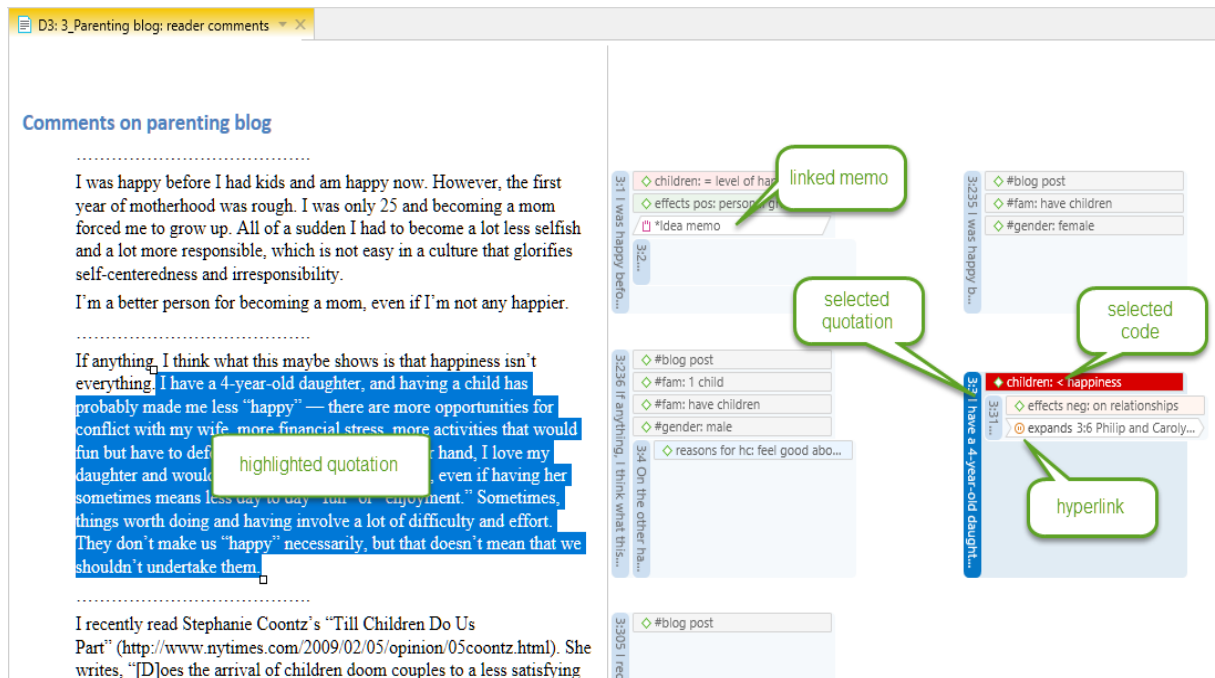 D3: 3_Parenting blog: reader comments
Comments on parenting blog
........................................
I was happy before I had kids and am happy now. However, the first
year of motherhood was rough. I was only 25 and becoming a mom
forced me to grow up. All of a sudden I had to become a lot less selfish
and a lot more responsible, which is not easy in a culture that glorifies
self-centeredness and irresponsibility.
I’m a better person for becoming a mom, even if I’m not any happier.
........................................
If anything, I think what this maybe shows is that happiness isn’t
everything. I have a 4-year-old daughter, and having a child has
probably made me less “happy” — there are more opportunities for
conflict with my wife, more financial stress, more activities that would
fun but have to def
hand, I love my
daughter and woul
, even if having her
sometimes means less day to day “fun” or “enjoyment.” Sometimes,
things worth doing and having involve a lot of difficulty and effort.
They don’t make us “happy” necessarily, but that doesn’t mean that we
shouldn’t undertake them.
........................................
I recently read Stephanie Coontz’s “Till Children Do Us
Part” (http://www.nytimes.com/2009/02/05/opinion/05coontz.html). She
writes, “[D]oes the arrival of children doom couples to a less satisfying
highlighted quotation
3:1 I was happy befo...
children: = level of hap
effects pos: person
*Idea memo
3:2...
linked memo
3:235 I was happy b...
#blog post
#fam: have children
#gender: female
selected
quotation
selected
code
3:236 If anything, I think what this...
#blog post
#fam: 1 child
#fam: have children
#gender: male
3:4 On the other ha...
reasons for hc: feel good abo...
3:3 I have a 4-year-old daught...
children: < happiness
3:31...
effects neg: on relationships
expands 3:6 Philip and Caroly...
hyperlink
3:305 I rec
#blog post